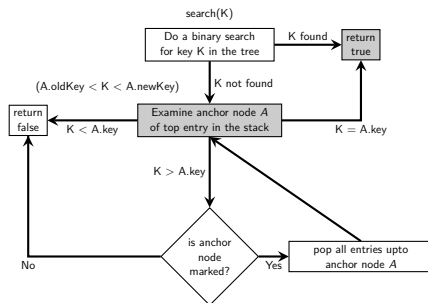 search(K)
Do a binary search
for key K in the tree
K found
return
true
K not found
(A.oldKey < K < A.newKey)
return
false
Examine anchor node A
of top entry in the stack
K < A.key
K = A.key
K > A.key
is anchor
node
marked?
No
Yes
pop all entries upto
anchor node A